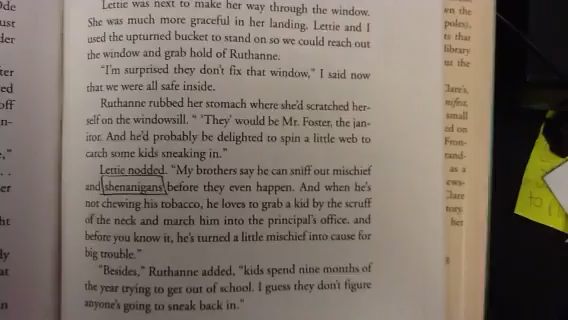 Lettie was next to make her way through the window.
She was much more graceful in her landing. Lettie and I
used the upturned bucket to stand on so we could reach out
the window and grab hold of Ruthanne.
"I'm surprised they don't fix that window," I said now
that we were all safe inside.
Ruthanne rubbed her stomach where she'd scratched her-
self on the windowsill. " 'They' would be Mr. Foster, the jan-
itor. And he'd probably be delighted to spin a little web to
catch some kids sneaking in."
Lettie nodded. "My brothers say he can sniff out mischief
and shenanigans before they even happen. And when he's
not chewing his tobacco, he loves to grab a kid by the scruff
of the neck and march him into the principal's office, and
before you know it, he's turned a little mischief into cause for
big trouble."
"Besides," Ruthanne added, "kids spend nine months of
the year trying to get out of school. I guess they don't figure
anyone's going to sneak back in."